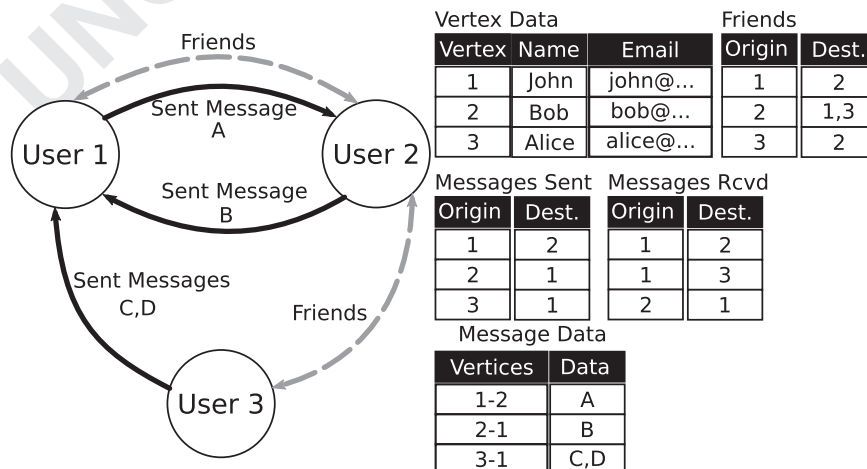 UNC
Friends
Sent Message
A
User 1
User 2
Sent Message
B
Sent Messages
C,D
Friends
User 3
Vertex Data
Vertex Name Email
1 John john@...
2 Bob bob@...
3 Alice alice@...
Friends
Origin Dest.
1 2
2 1,3
3 2
Messages Sent
Origin Dest.
1 2
2 1
3 1
Messages Rcvd
Origin Dest.
1 2
1 3
2 1
Message Data
Vertices Data
1-2 A
2-1 B
3-1 C,D